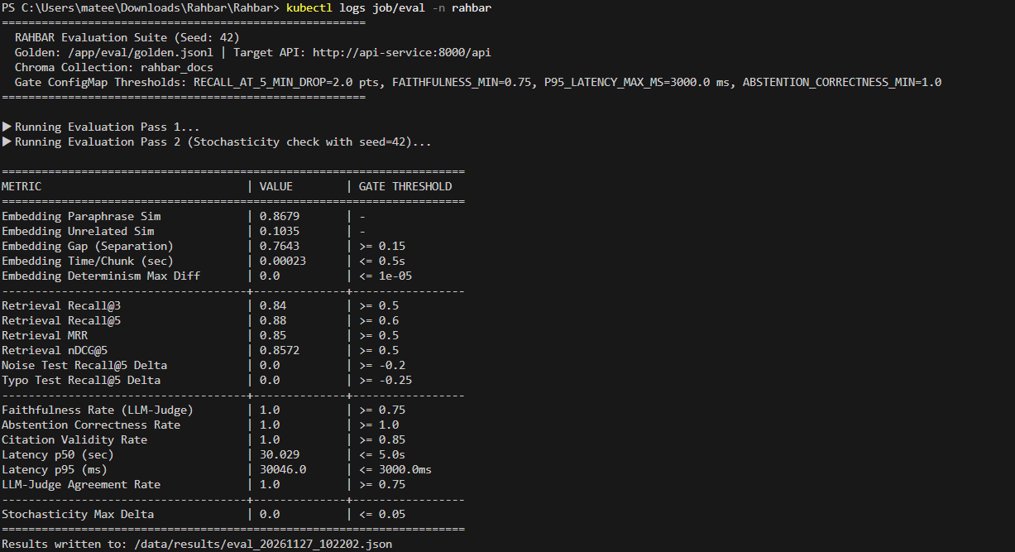 PS C:\Users\matee\Downloads\Rahbar\Rahbar> kubectl logs job/eval -n rahbar
=======================================================
  RAHBAR Evaluation Suite (Seed: 42)
  Golden: /app/eval/golden.jsonl | Target API: http://api-service:8000/api
  Chroma Collection: rahbar_docs
  Gate ConfigMap Thresholds: RECALL_AT_5_MIN_DROP=2.0 pts, FAITHFULNESS_MIN=0.75, P95_LATENCY_MAX_MS=3000.0 ms, ABSTENTION_CORRECTNESS_MIN=1.0
=======================================================
▶ Running Evaluation Pass 1...
▶ Running Evaluation Pass 2 (Stochasticity check with seed=42)...
======================================================================
METRIC                               | VALUE        | GATE THRESHOLD
======================================================================
Embedding Paraphrase Sim             | 0.8679       | -
Embedding Unrelated Sim              | 0.1035       | -
Embedding Gap (Separation)           | 0.7643       | >= 0.15
Embedding Time/Chunk (sec)           | 0.00023      | <= 0.5s
Embedding Determinism Max Diff       | 0.0          | <= 1e-05
-------------------------------------+--------------+-----------------
Retrieval Recall@3                   | 0.84         | >= 0.5
Retrieval Recall@5                   | 0.88         | >= 0.6
Retrieval MRR                        | 0.85         | >= 0.5
Retrieval nDCG@5                     | 0.8572       | >= 0.5
Noise Test Recall@5 Delta            | 0.0          | >= -0.2
Typo Test Recall@5 Delta             | 0.0          | >= -0.25
-------------------------------------+--------------+-----------------
Faithfulness Rate (LLM-Judge)        | 1.0          | >= 0.75
Abstention Correctness Rate          | 1.0          | >= 1.0
Citation Validity Rate               | 1.0          | >= 0.85
Latency p50 (sec)                    | 30.029       | <= 5.0s
Latency p95 (ms)                     | 30046.0      | <= 3000.0ms
LLM-Judge Agreement Rate             | 1.0          | >= 0.75
-------------------------------------+--------------+-----------------
Stochasticity Max Delta              | 0.0          | <= 0.05
======================================================================
Results written to: /data/results/eval_20261127_102202.json